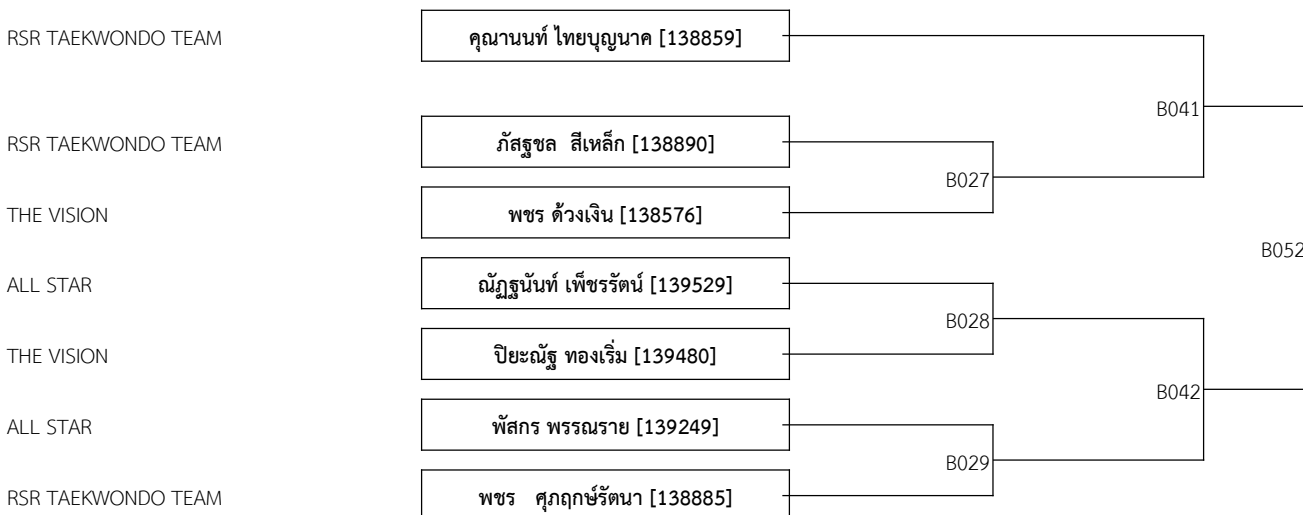 RSR TAEKWONDO TEAM คุณานนท์ ไทยบุญนาค [138859]
B041
RSR TAEKWONDO TEAM ภัสฐชล สีเหล็ก [138890]
B027
THE VISION พชร ด้วงเงิน [138576]
B052
ALL STAR ณัฏฐนันท์ เพ็ชรรัตน์ [139529]
B028
THE VISION ปิยะณัฐ ทองเริ่ม [139480]
B042
ALL STAR พัสกร พรรณราย [139249]
B029
RSR TAEKWONDO TEAM พชร ศุภฤกษ์รัตนา [138885]